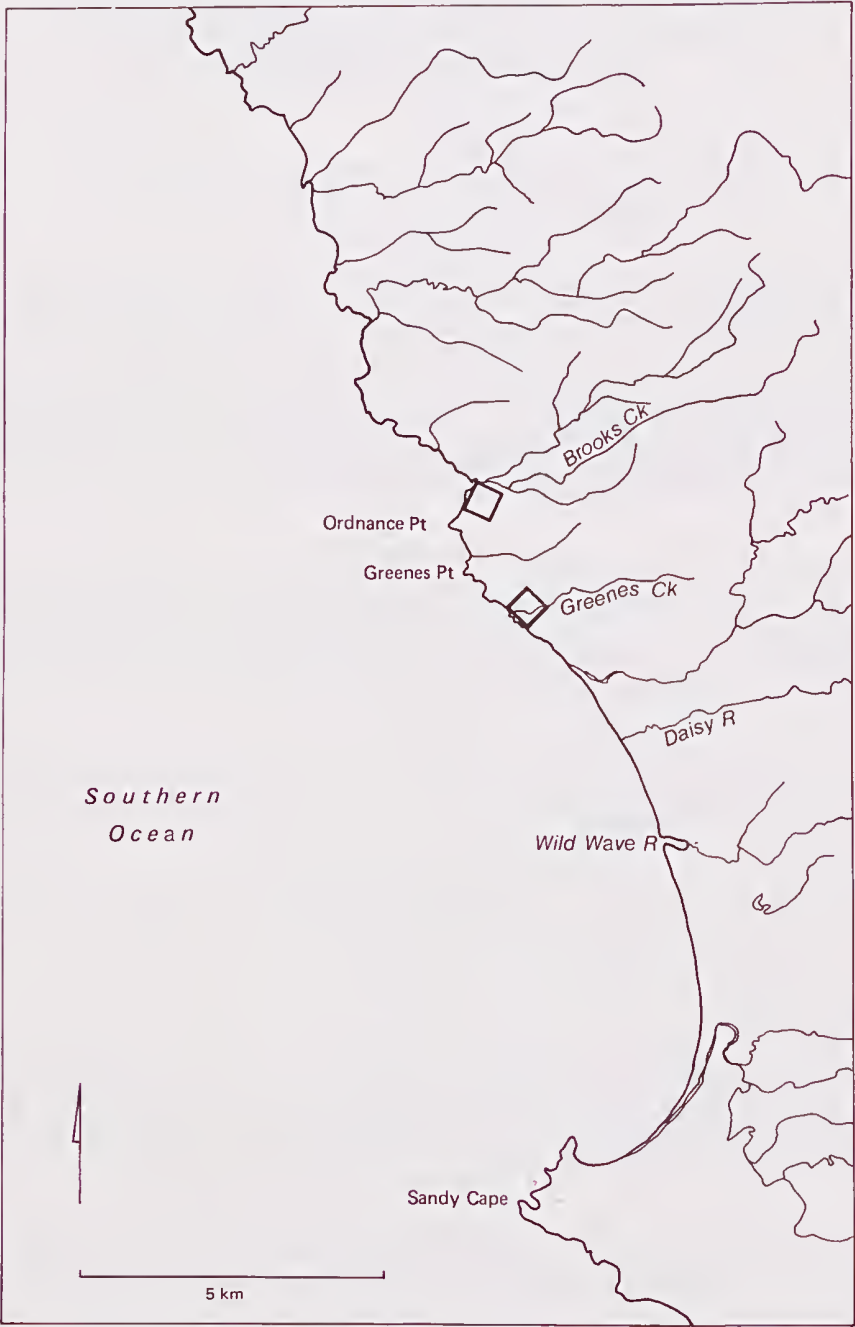 Brooks Ck
Ordnance Pt
Greenes Pt
Greenes Ck
Daisy R
Southern
Ocean
Wild Wave R
Sandy Cape
5 km